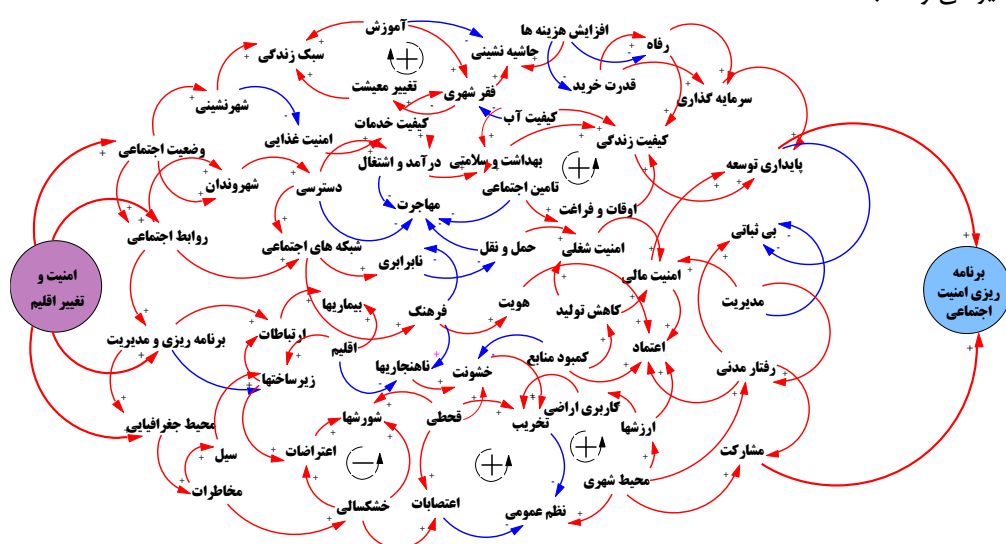 افزایش هزینه ها
آموزش
رفاه
حاشیه نشینی
سبک زندگی
قدرت خرید
تغییر معیشت
فقر شهری
سرمایه گذاری
شهرنشینی
کیفیت آب
کیفیت خدمات
امنیت غذایی
کیفیت زندگی
وضعیت اجتماعی
بهداشت و سلامتی
درآمد و اشتغال
پایداری توسعه
شهروندان
دسترسی
تامین اجتماعی
مهاجرت
اوقات و فراغت
بی ثباتی
روابط اجتماعی
شبکه های اجتماعی
حمل و نقل
امنیت شغلی
نابرابری
امنیت مالی
امنیت و
تغییر اقلیم
برنامه
ریزی امنیت
اجتماعی
مدیریت
هویت
بیماریها
فرهنگ
کاهش تولید
ارتباطات
برنامه ریزی و مدیریت
اقلیم
اعتماد
کمبود منابع
خشونت
ناهنجاریها
زیرساختها
رفتار مدنی
کاربری اراضی
شورشها
قحطی
تخریب
ارزشها
محیط جغرافیایی
سیل
اعتراضات
مشارکت
محیط شهری
مخاطرات
خشکسالی
اعتصابات
نظم عمومی